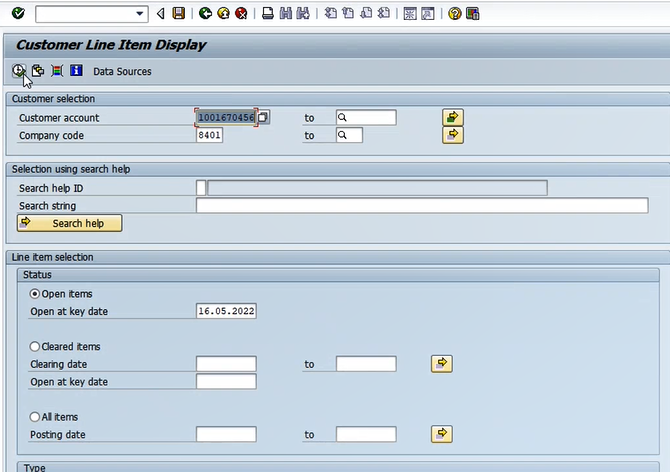 Customer Line Item Display
Data Sources
Customer selection
Customer account 1001670456 to
Company code 8401 to
Selection using search help
Search help ID
Search string
Search help
Line item selection
Status
Open items
Open at key date 16.05.2022
Cleared items
Clearing date to
Open at key date
All items
Posting date to
Type